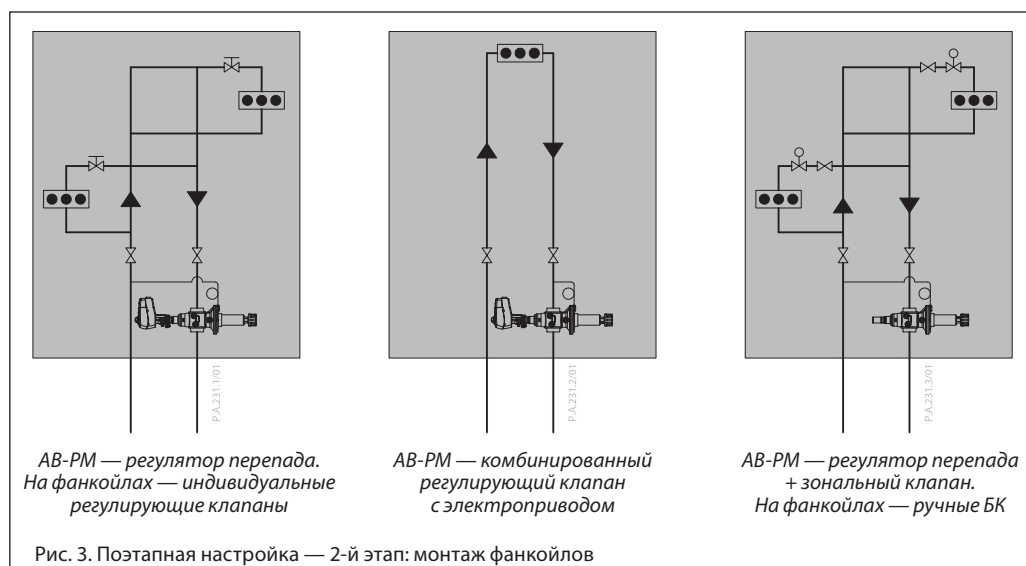 P.A.231.1/01
P.A.231.2/01
P.A.231.3/01
AB-PM — регулятор перепада.
На фанкойлах — индивидуальные
регулирующие клапаны
AB-PM — комбинированный
регулирующий клапан
с электроприводом
AB-PM — регулятор перепада
+ зональный клапан.
На фанкойлах — ручные БК
Рис. 3. Поэтапная настройка — 2-й этап: монтаж фанкойлов